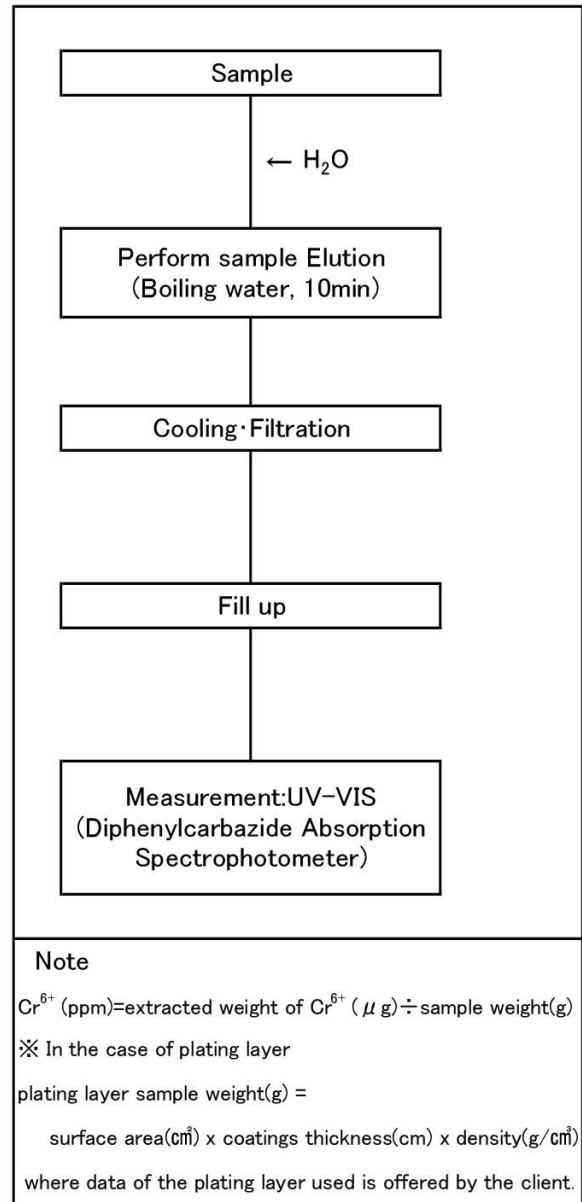 Sample
← H₂O
Perform sample Elution
(Boiling water, 10min)
Cooling・Filtration
Fill up
Measurement:UV-VIS
(Diphenylcarbazide Absorption
Spectrophotometer)
Note
Cr⁶⁺ (ppm)=extracted weight of Cr⁶⁺ (μg)÷sample weight(g)
※ In the case of plating layer
plating layer sample weight(g) =
surface area(cm²) x coatings thickness(cm) x density(g/cm³)
where data of the plating layer used is offered by the client.